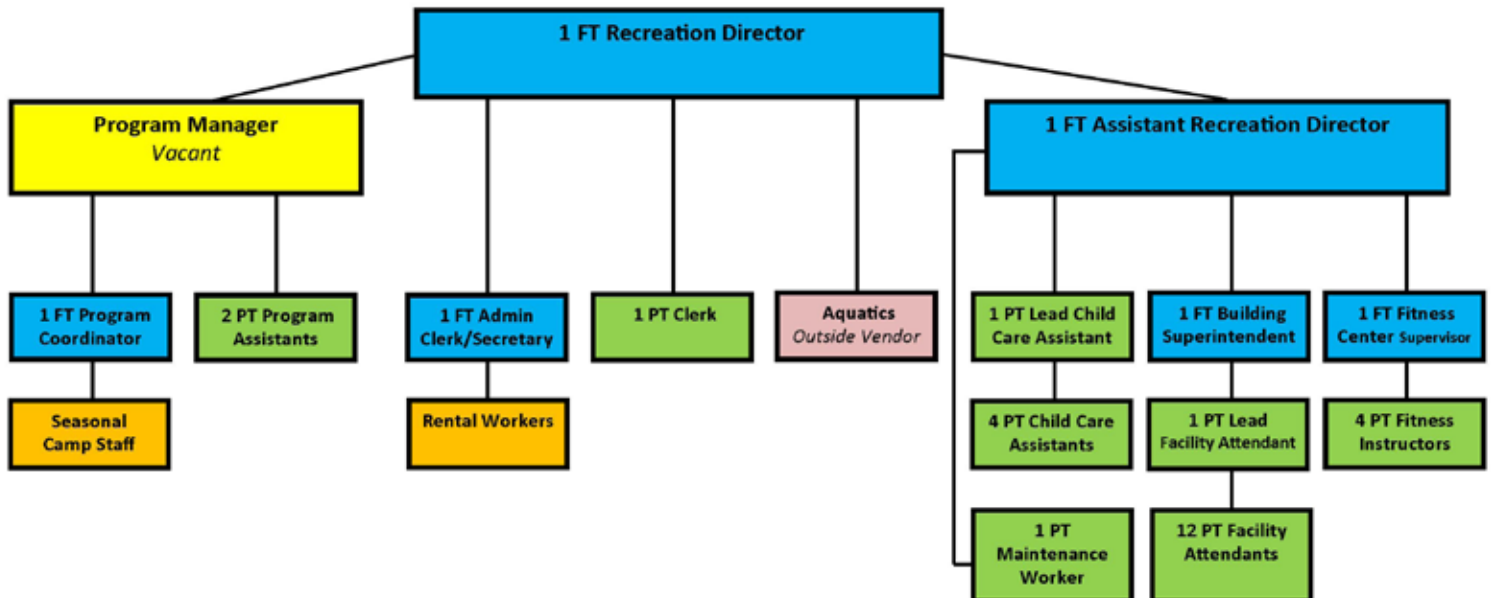 1 FT Recreation Director
Program Manager
Vacant
1 FT Assistant Recreation Director
1 FT Program
Coordinator
2 PT Program
Assistants
1 FT Admin
Clerk/Secretary
1 PT Clerk
Aquatics
Outside Vendor
1 PT Lead Child
Care Assistant
1 FT Building
Superintendent
1 FT Fitness
Center Supervisor
Seasonal
Camp Staff
Rental Workers
4 PT Child Care
Assistants
1 PT Lead
Facility Attendant
4 PT Fitness
Instructors
1 PT
Maintenance
Worker
12 PT Facility
Attendants